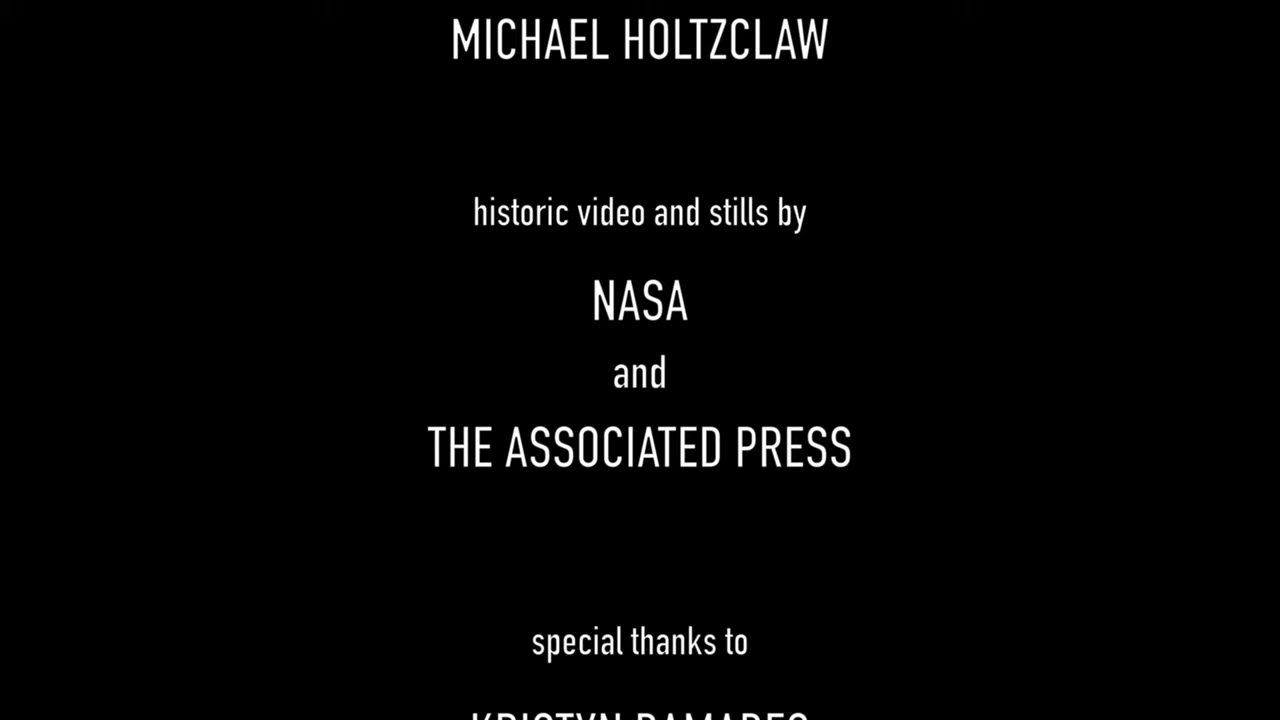 MICHAEL HOLTZCLAW
historic video and stills by
NASA
and
THE ASSOCIATED PRESS
special thanks to